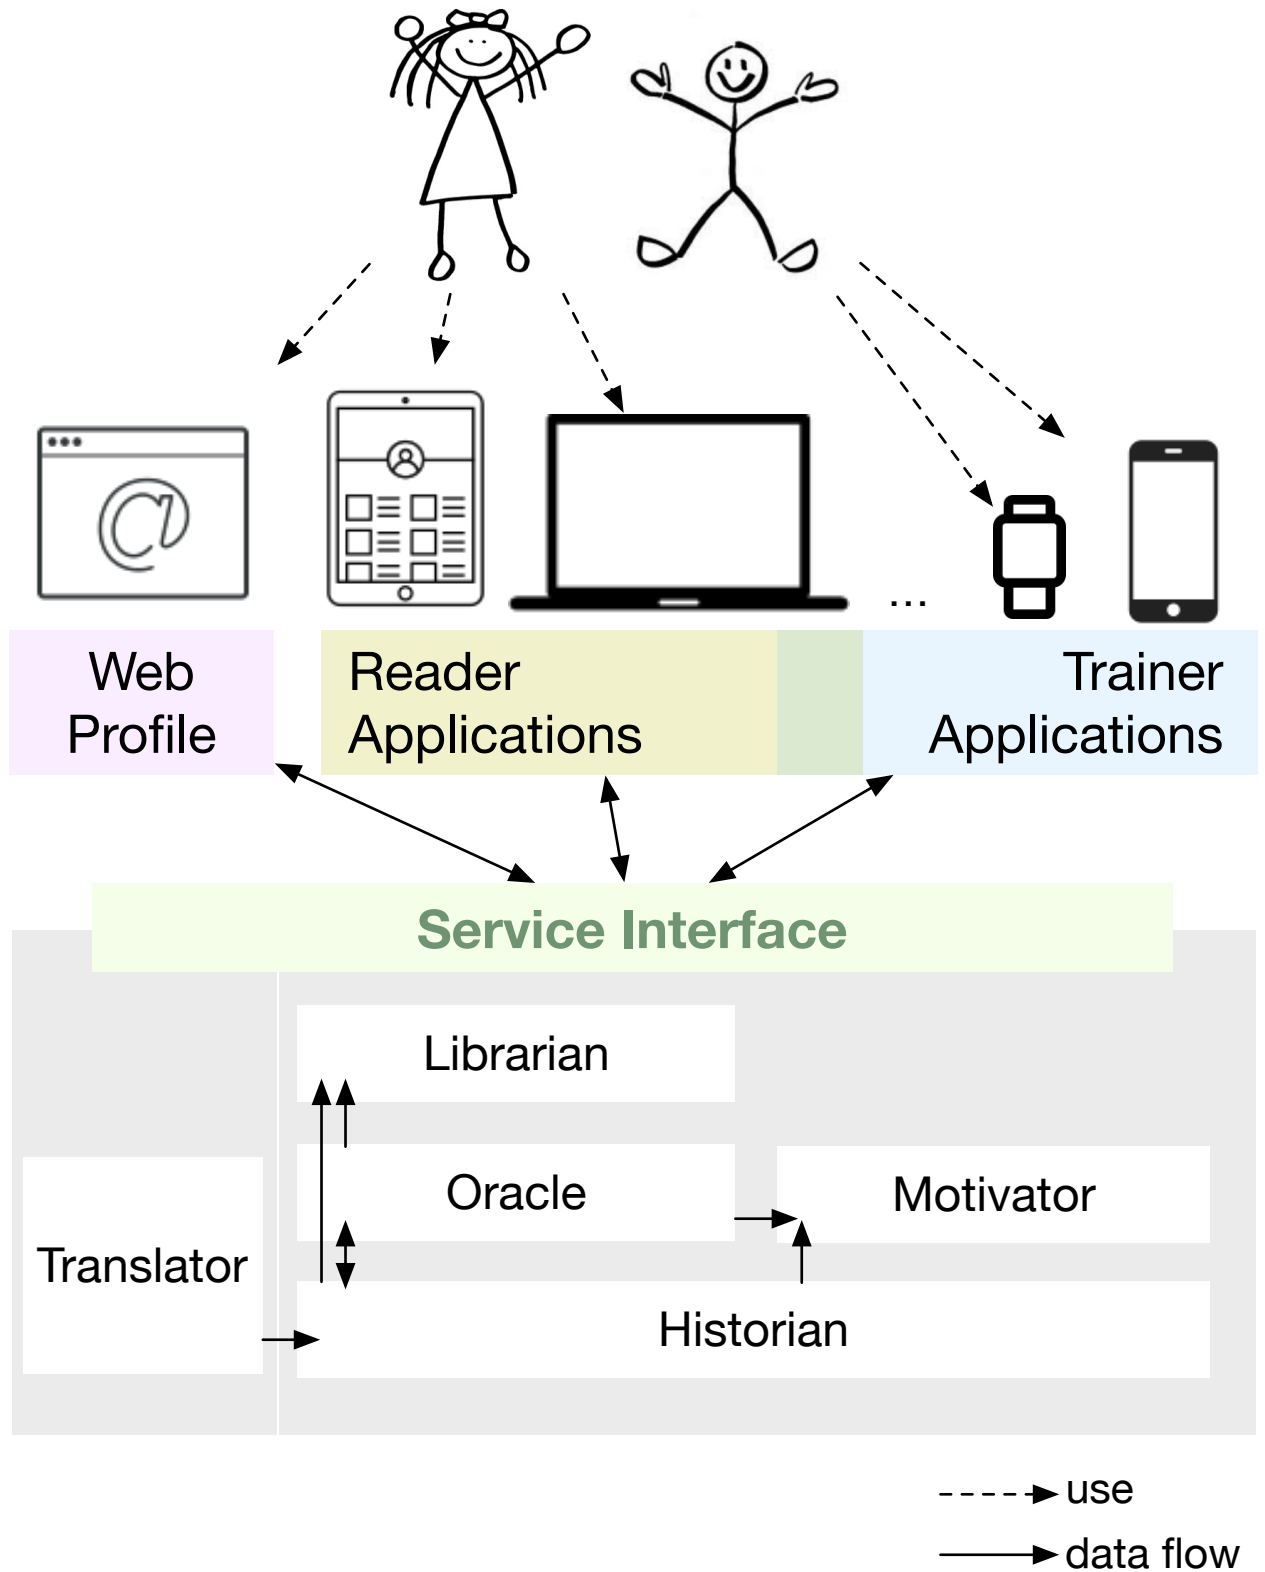 @
...
Web
Profile
Reader
Applications
Trainer
Applications
Service Interface
Librarian
Oracle
Motivator
Translator
Historian
use
data flow